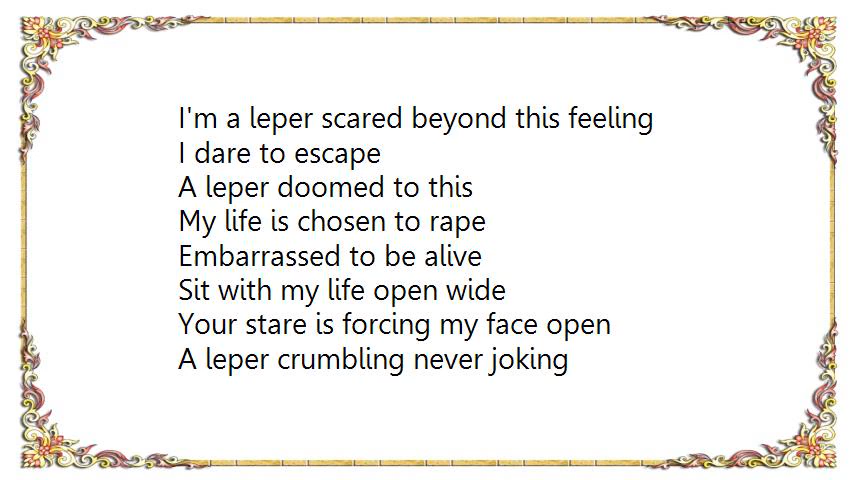 I'm a leper scared beyond this feeling
I dare to escape
A leper doomed to this
My life is chosen to rape
Embarrassed to be alive
Sit with my life open wide
Your stare is forcing my face open
A leper crumbling never joking